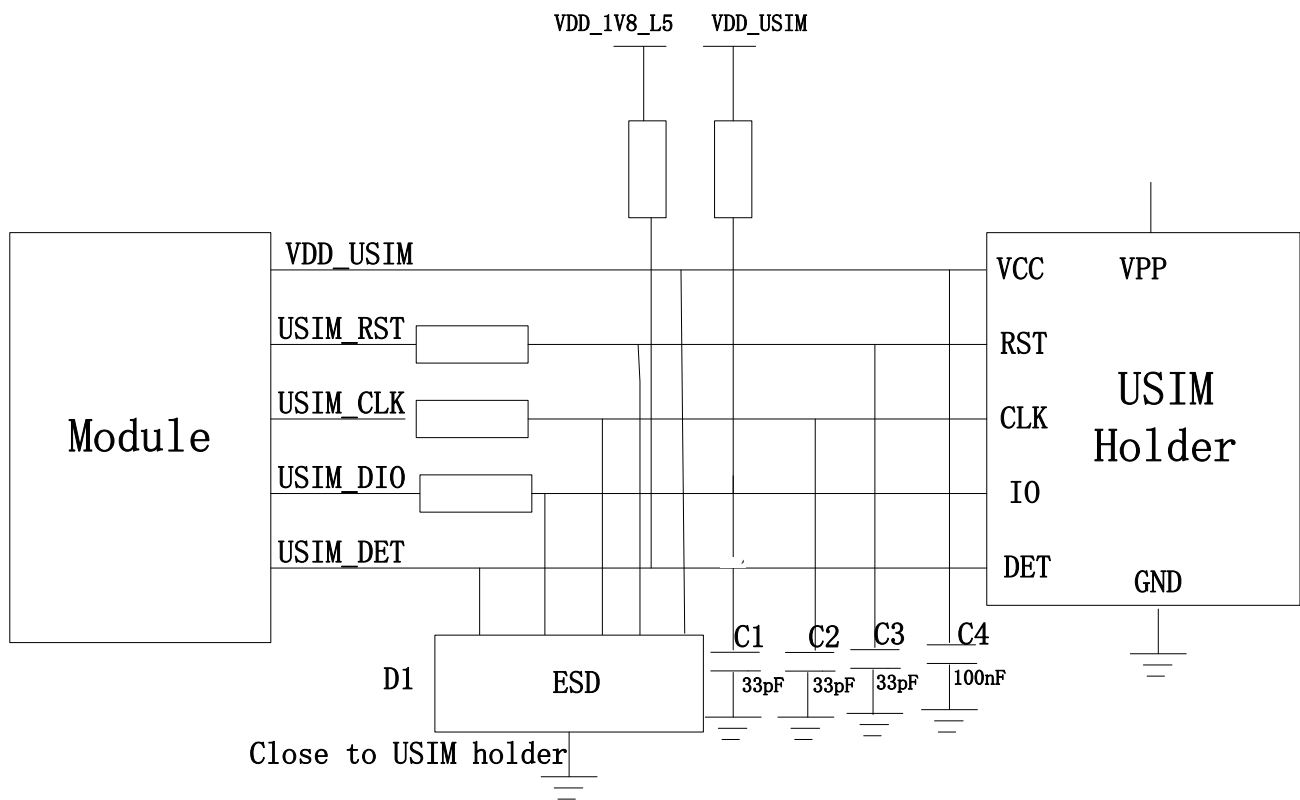 VDD_1V8_L5 VDD_USIM
VDD_USIM
VCC VPP
USIM_RST
RST
USIM_CLK
CLK
USIM
Holder
Module
USIM_DIO
IO
USIM_DET
DET
GND
C1 C2 C3 C4
D1 ESD
33pF 33pF 33pF 100nF
Close to USIM holder